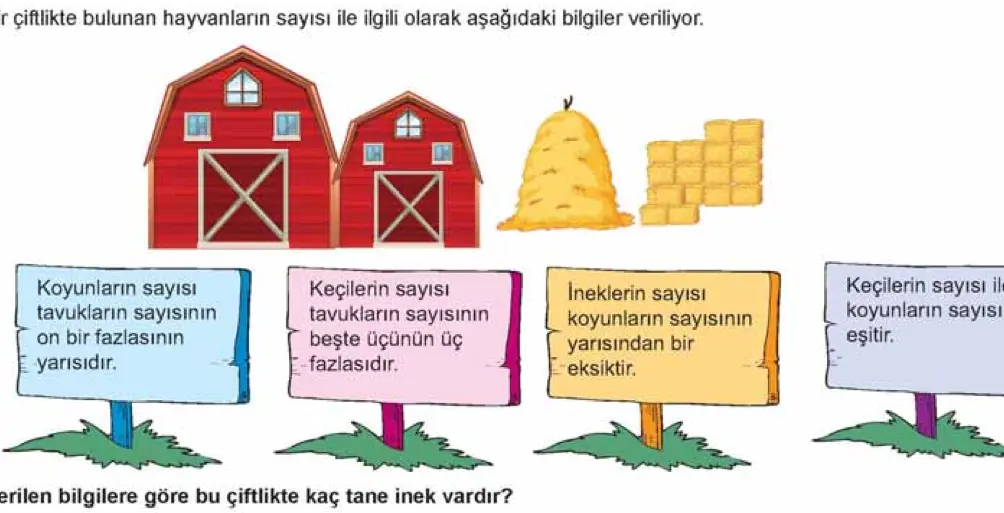 ir çiftlikte bulunan hayvanların sayısı ile ilgili olarak aşağıdaki bilgiler veriliyor.
Koyunların sayısı
tavukların sayısının
on bir fazlasının
yarısıdır.
Keçilerin sayısı
tavukların sayısının
beşte üçünün üç
fazlasıdır.
İneklerin sayısı
koyunların sayısının
yarısından bir
eksiktir.
Keçilerin sayısı il
koyunların sayısı
eşitir.
erilen bilgilere göre bu çiftlikte kaç tane inek vardır?